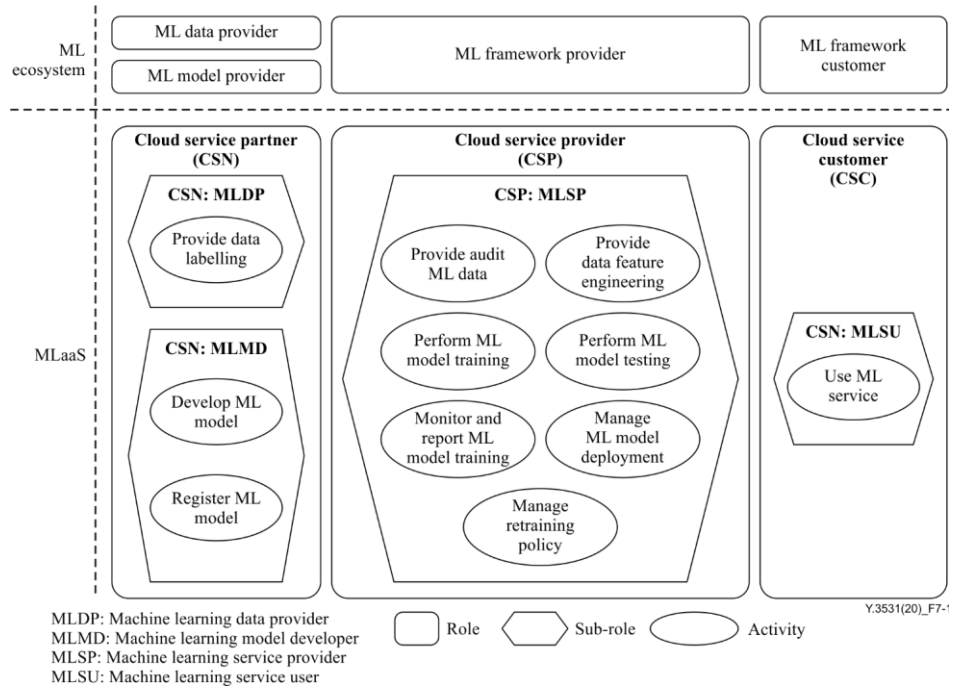 ML
ecosystem
ML data provider
ML model provider
ML framework provider
ML framework
customer
MLaaS
Cloud service partner
(CSN)
CSN: MLDP
Provide data
labelling
CSN: MLMD
Develop ML
model
Register ML
model
Cloud service provider
(CSP)
CSP: MLSP
Provide audit
ML data
Provide
data feature
engineering
Perform ML
model training
Perform ML
model testing
Monitor and
report ML
model training
Manage
ML model
deployment
Manage
retraining
policy
Cloud service
customer
(CSC)
CSN: MLSU
Use ML
service
Y.3531(20)_F7-1
MLDP: Machine learning data provider
MLMD: Machine learning model developer
MLSP: Machine learning service provider
MLSU: Machine learning service user
Role
Sub-role
Activity